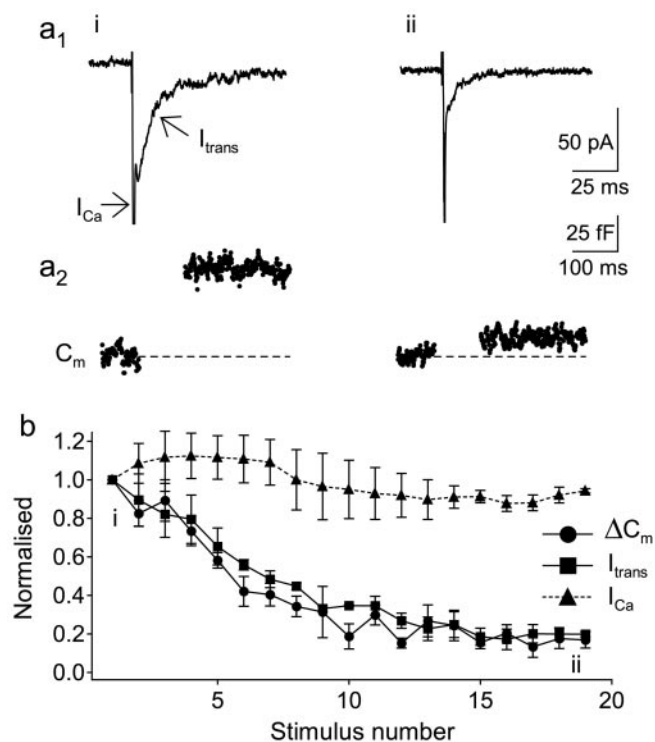 a1 i ii
Itrans
ICa
50 pA
25 ms
25 fF
100 ms
a2
Cm
b
1.2
1.0
0.8
0.6
0.4
0.2
0.0
Normalised
i
ii
ΔCm
Itrans
ICa
5 10 15 20
Stimulus number